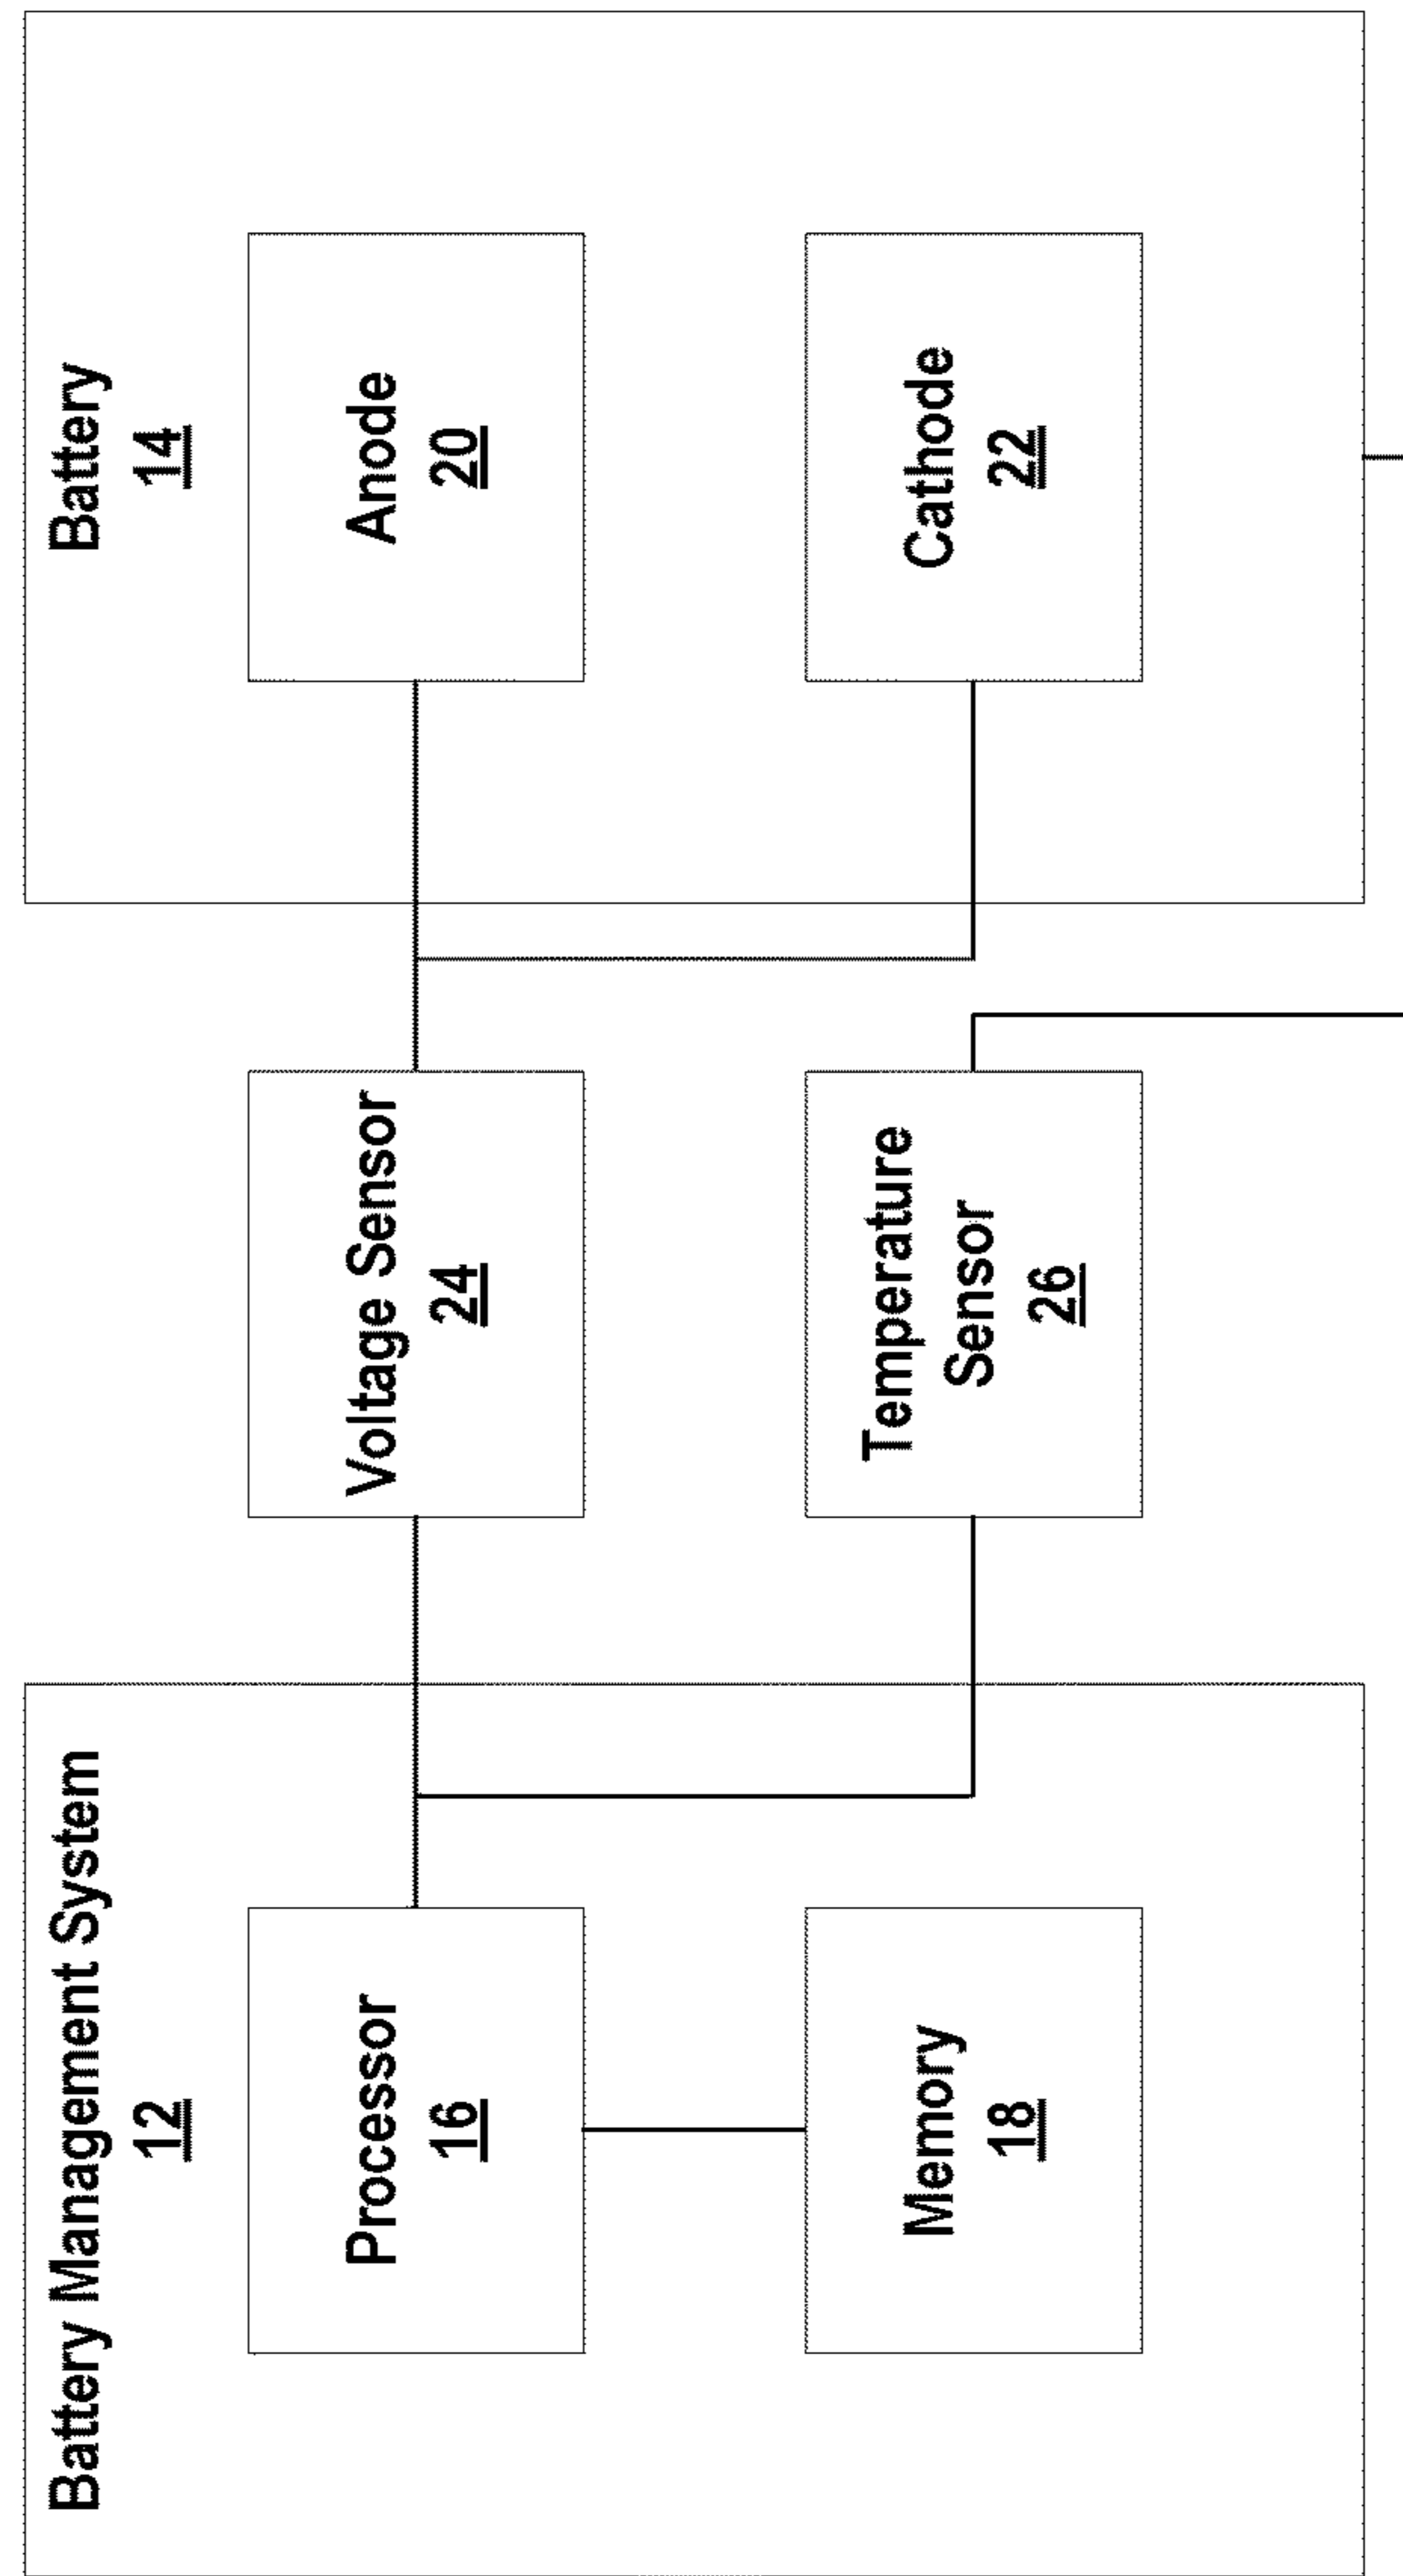 Battery Management System
12
Processor
16
Memory
18
Voltage Sensor
24
Temperature
Sensor
26
Battery
14
Anode
20
Cathode
22